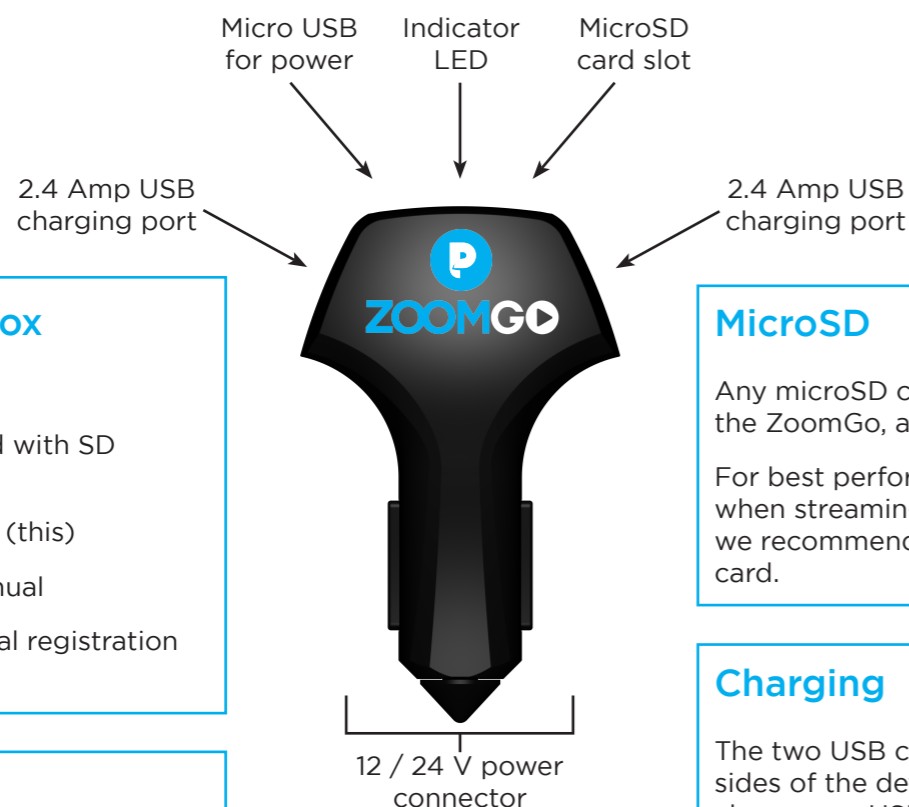 Micro USB
for power
Indicator
LED
MicroSD
card slot
2.4 Amp USB
charging port
2.4 Amp USB
charging port
P
ZOOMGO
ox
d with SD
(this)
nual
al registration
12 / 24 V power
connector
MicroSD
Any microSD c
the ZoomGo, a
For best perfor
when streamin
we recommend
card.
Charging
The two USB c
sides of the de